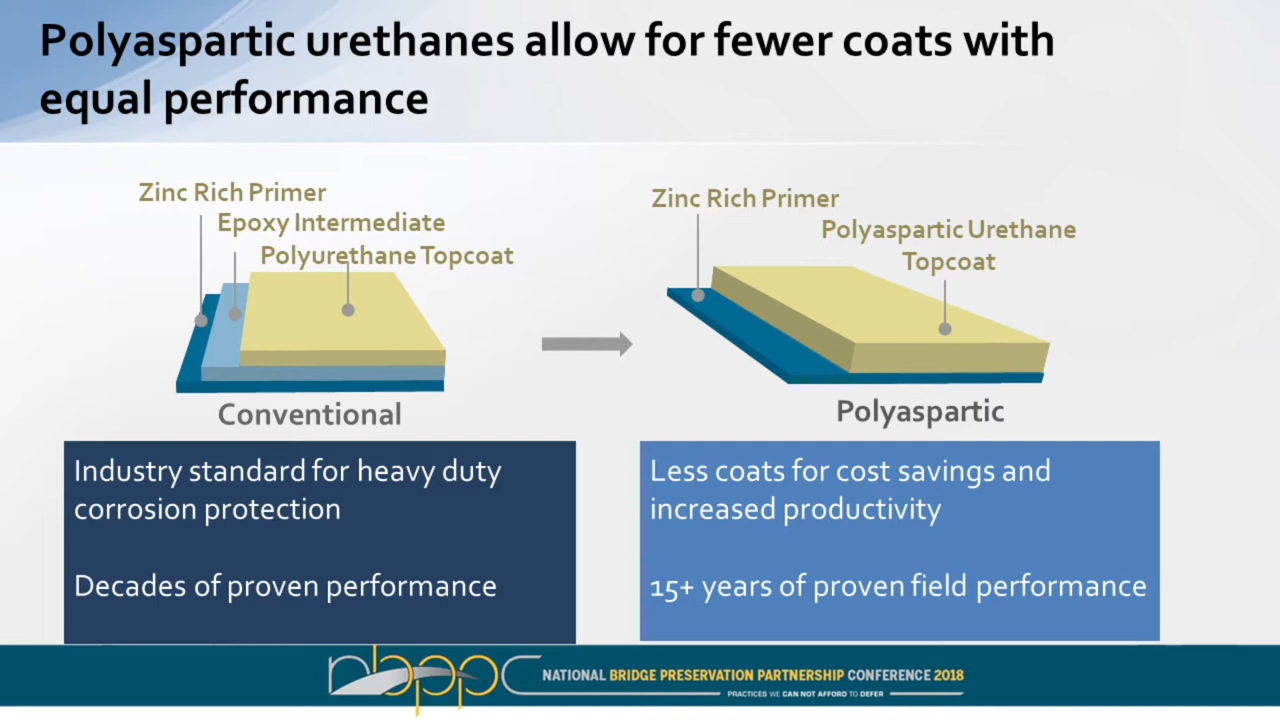 Polyaspartic urethanes allow for fewer coats with
equal performance
Zinc Rich Primer
Epoxy Intermediate
Polyurethane Topcoat
Conventional
Zinc Rich Primer
Polyaspartic Urethane
Topcoat
Polyaspartic
Industry standard for heavy duty
corrosion protection
Decades of proven performance
Less coats for cost savings and
increased productivity
15+ years of proven field performance
nbppc
NATIONAL BRIDGE PRESERVATION PARTNERSHIP CONFERENCE 2018
PRACTICES WE CAN NOT AFFORD TO DEFER